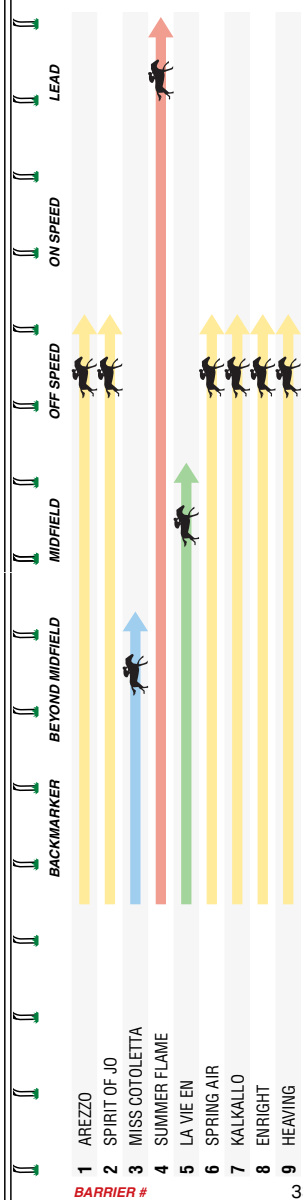 BACKMARKER BEYOND MIDFIELD MIDFIELD OFF SPEED ON SPEED LEAD
1 AREZZO
2 SPIRIT OF JO
3 MISS COTOLETTA
4 SUMMER FLAME
5 LA VIE EN
6 SPRING AIR
7 KALKALLO
8 ENRIGHT
9 HEAVING
BARRIER #
3